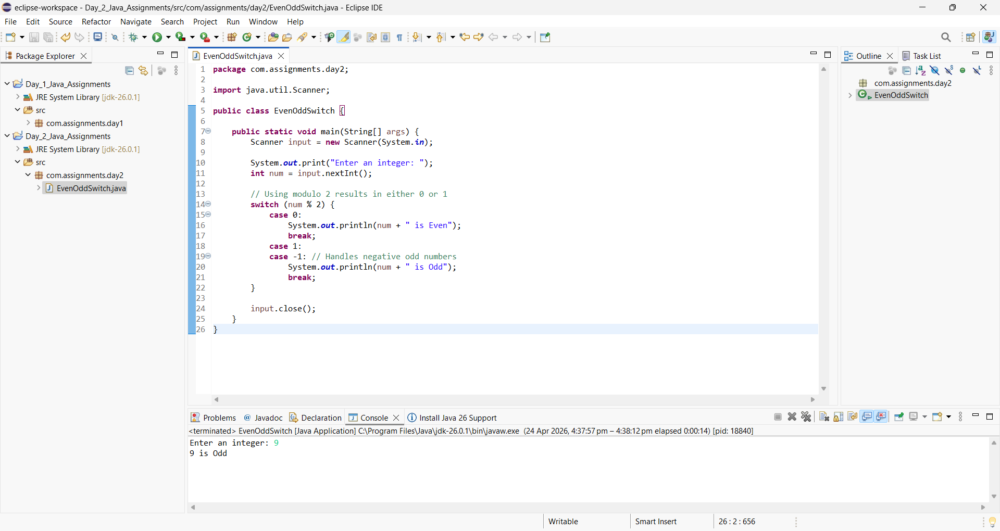 eclipse-workspace - Day_2_Java_Assignments/src/com/assignments/day2/EvenOddSwitch.java - Eclipse IDE
File Edit Source Refactor Navigate Search Project Run Window Help
Package Explorer
Day_1_Java_Assignments
JRE System Library [jdk-26.0.1]
src
com.assignments.day1
Day_2_Java_Assignments
JRE System Library [jdk-26.0.1]
src
com.assignments.day2
EvenOddSwitch.java
EvenOddSwitch.java
1 package com.assignments.day2;
2
3 import java.util.Scanner;
4
5 public class EvenOddSwitch {
6
7     public static void main(String[] args) {
8         Scanner input = new Scanner(System.in);
9
10         System.out.print("Enter an integer: ");
11         int num = input.nextInt();
12
13         // Using modulo 2 results in either 0 or 1
14         switch (num % 2) {
15             case 0:
16                 System.out.println(num + " is Even");
17                 break;
18             case 1:
19             case -1: // Handles negative odd numbers
20                 System.out.println(num + " is Odd");
21                 break;
22         }
23
24         input.close();
25     }
26 }
Outline Task List
com.assignments.day2
EvenOddSwitch
Problems @ Javadoc Declaration Console Install Java 26 Support
<terminated> EvenOddSwitch [Java Application] C:\Program Files\Java\jdk-26.0.1\bin\javaw.exe (24 Apr 2026, 4:37:57 pm – 4:38:12 pm elapsed 0:00:14) [pid: 18840]
Enter an integer: 9
9 is Odd
Writable Smart Insert 26 : 2 : 656